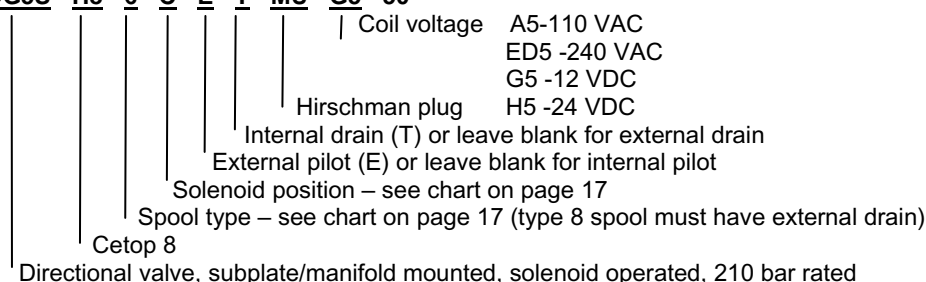 Coil voltage A5-110 VAC
ED5 -240 VAC
G5 -12 VDC
Hirschman plug H5 -24 VDC
Internal drain (T) or leave blank for external drain
External pilot (E) or leave blank for internal pilot
Solenoid position – see chart on page 17
Spool type – see chart on page 17 (type 8 spool must have external drain)
Cetop 8
Directional valve, subplate/manifold mounted, solenoid operated, 210 bar rated